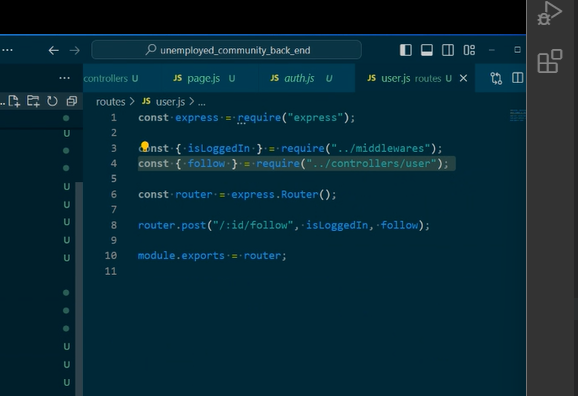 unemployed_community_back_end
controllers U JS page.js U JS auth.js U JS user.js routes U
routes > JS user.js > ...
1 const express = require("express");
2
3 const { isLoggedIn } = require("../middlewares");
4 const { follow } = require("../controllers/user");
5
6 const router = express.Router();
7
8 router.post("/:id/follow", isLoggedIn, follow);
9
10 module.exports = router;
11
U
U
U
U
U
U
U
U
U